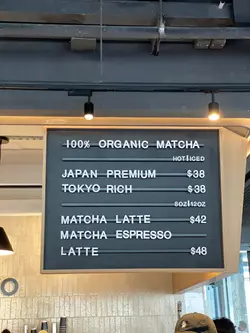 100% ORGANIC MATCHA
HOT|ICED
JAPAN PREMIUM $38
TOKYO RICH $38
8OZ|12OZ
MATCHA LATTE $42
MATCHA ESPRESSO
LATTE $48